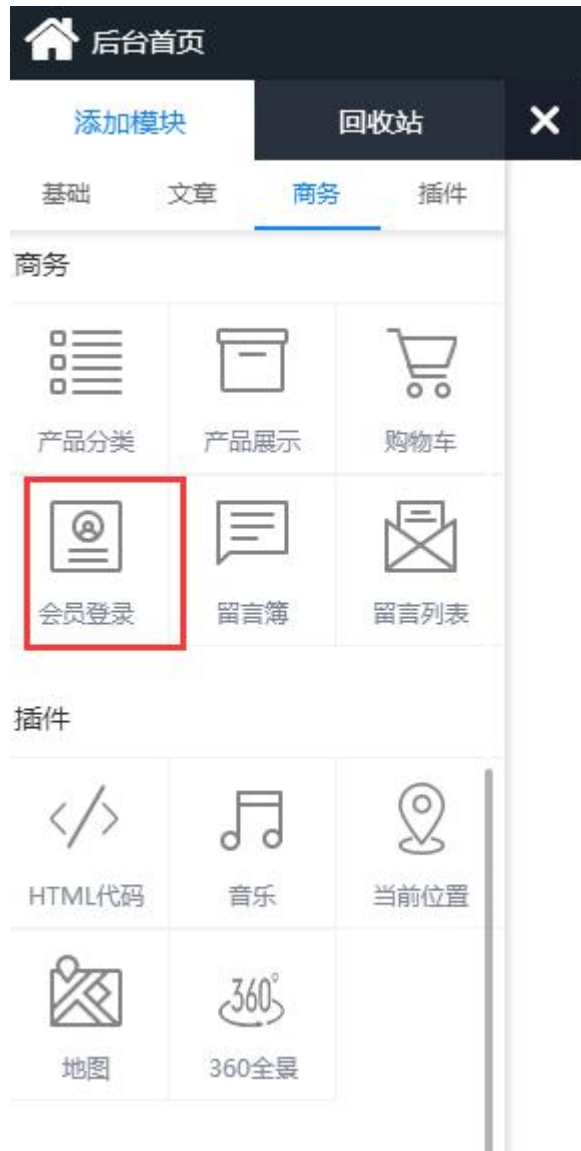 后台首页
添加模块 回收站
基础 文章 商务 插件
商务
产品分类 产品展示 购物车
会员登录 留言簿 留言列表
插件
</>
HTML代码 音乐 当前位置
360°
地图 360全景